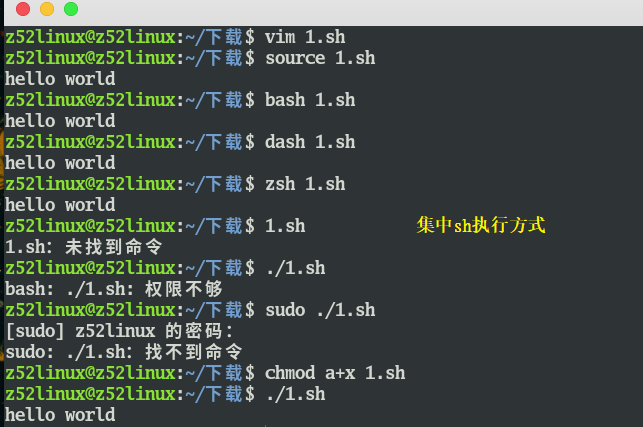 z52linux@z52linux:~/下载$ vim 1.sh
z52linux@z52linux:~/下载$ source 1.sh
hello world
z52linux@z52linux:~/下载$ bash 1.sh
hello world
z52linux@z52linux:~/下载$ dash 1.sh
hello world
z52linux@z52linux:~/下载$ zsh 1.sh
hello world
z52linux@z52linux:~/下载$ 1.sh 集中sh执行方式
1.sh：未找到命令
z52linux@z52linux:~/下载$ ./1.sh
bash: ./1.sh: 权限不够
z52linux@z52linux:~/下载$ sudo ./1.sh
[sudo] z52linux 的密码：
sudo: ./1.sh：找不到命令
z52linux@z52linux:~/下载$ chmod a+x 1.sh
z52linux@z52linux:~/下载$ ./1.sh
hello world